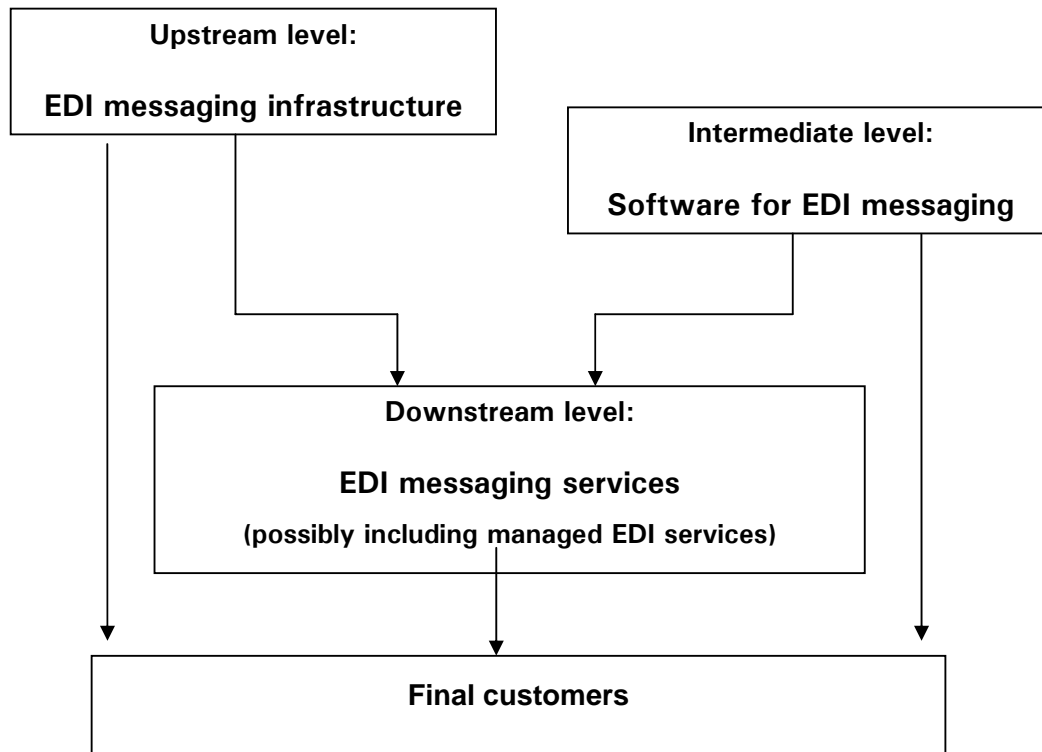 Upstream level:
EDI messaging infrastructure
Intermediate level:
Software for EDI messaging
Downstream level:
EDI messaging services
(possibly including managed EDI services)
Final customers